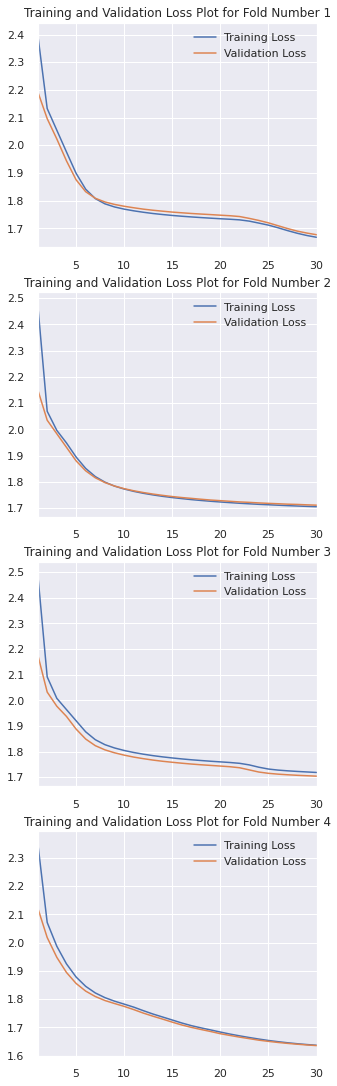 Training and Validation Loss Plot for Fold Number 1
Training Loss
Validation Loss
2.4
2.3
2.2
2.1
2.0
1.9
1.8
1.7
5 10 15 20 25 30
Training and Validation Loss Plot for Fold Number 2
Training Loss
Validation Loss
2.5
2.4
2.3
2.2
2.1
2.0
1.9
1.8
1.7
5 10 15 20 25 30
Training and Validation Loss Plot for Fold Number 3
Training Loss
Validation Loss
2.5
2.4
2.3
2.2
2.1
2.0
1.9
1.8
1.7
5 10 15 20 25 30
Training and Validation Loss Plot for Fold Number 4
Training Loss
Validation Loss
2.3
2.2
2.1
2.0
1.9
1.8
1.7
1.6
5 10 15 20 25 30